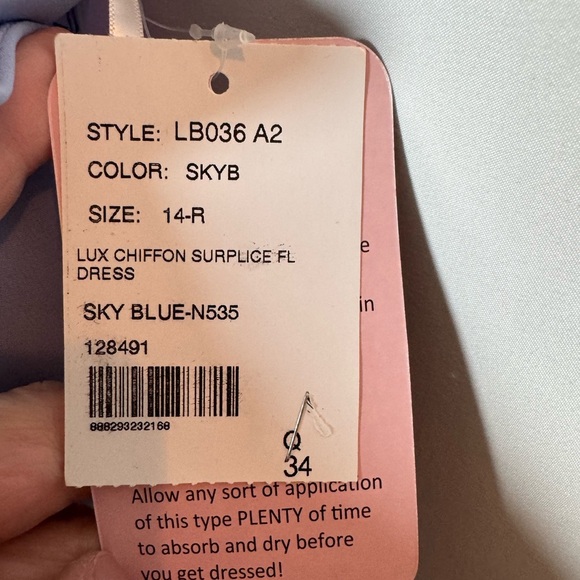 STYLE: LB036 A2
COLOR: SKYB
SIZE: 14-R
LUX CHIFFON SURPLICE FL
DRESS
SKY BLUE-N535
128491
888293232168
Q
34
e
in
Allow any sort of application
of this type PLENTY of time
to absorb and dry before
you get dressed!